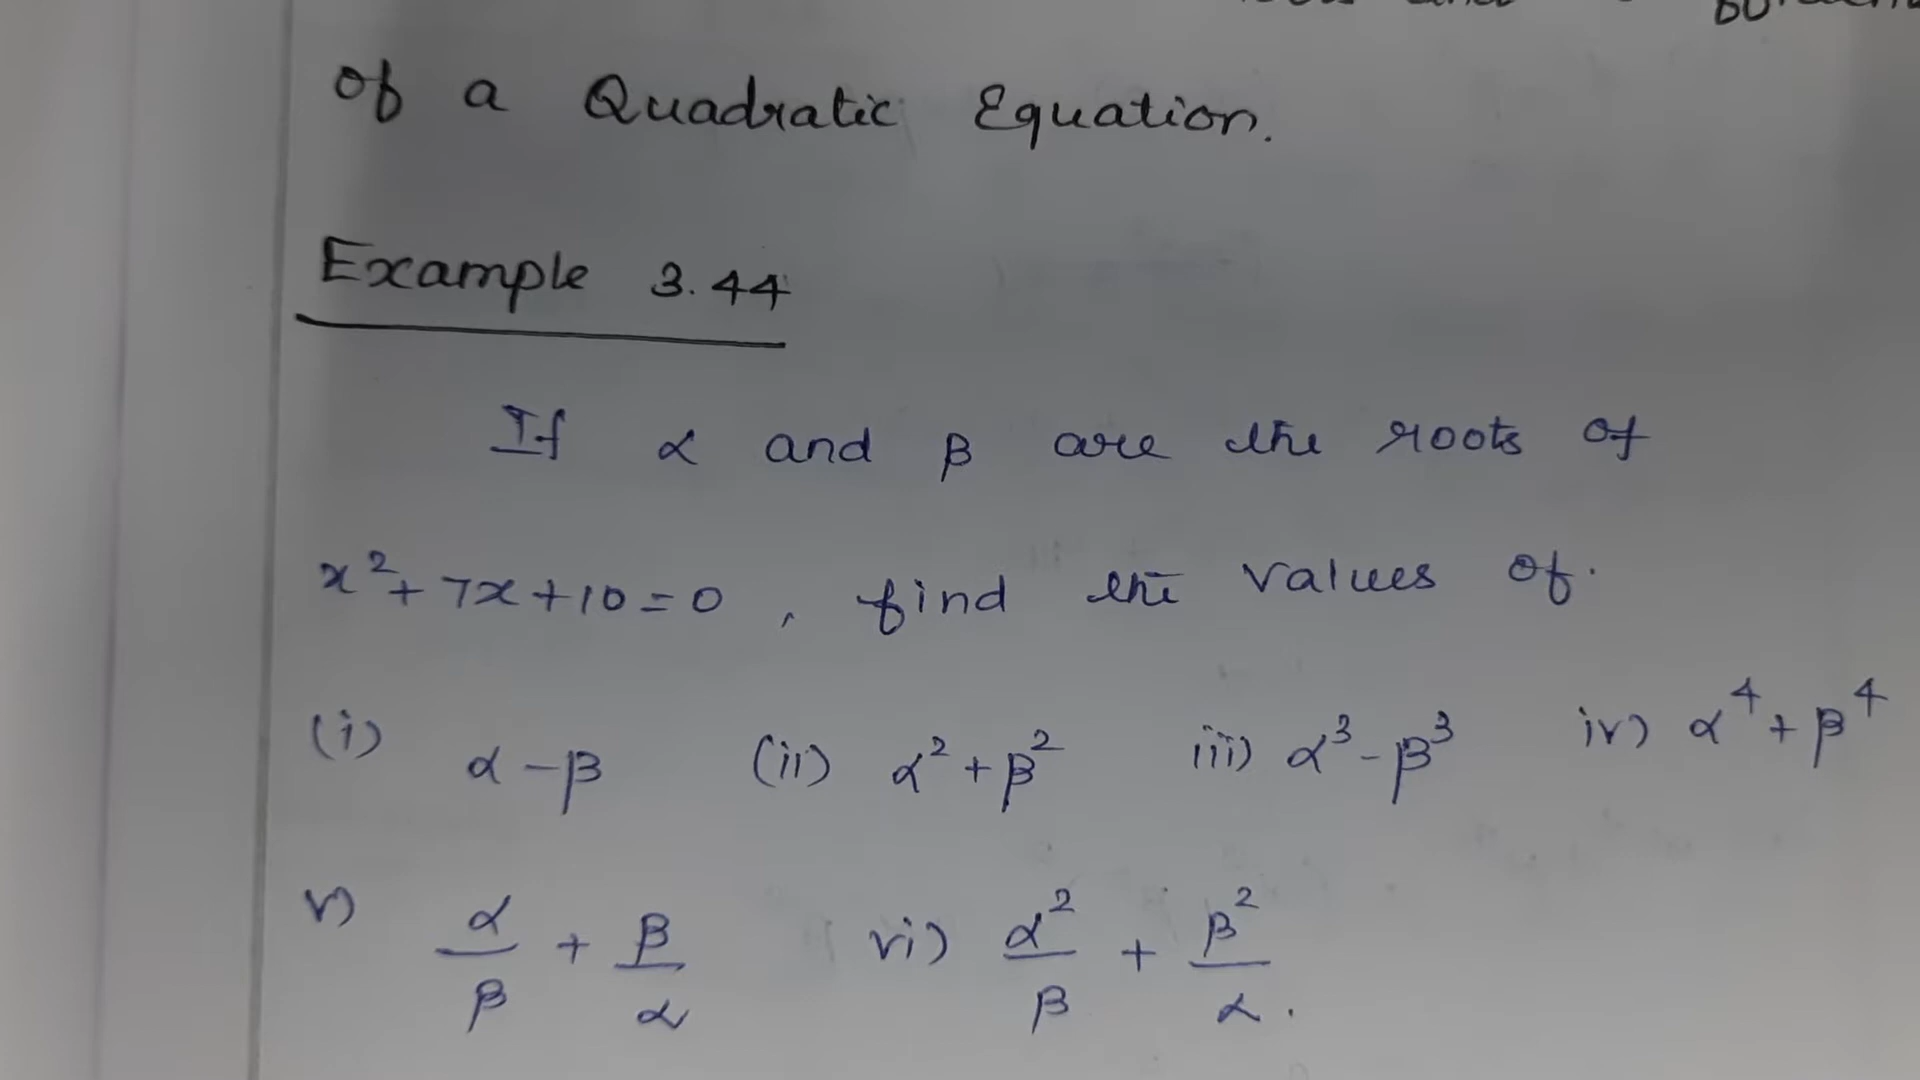 of a Quadratic Equation.
Example 3.44
If α and β are the roots of
x²+7x+10=0, find the values of.
(i) α-β (ii) α²+β² iii) α³-β³ iv) α⁴+β⁴
v) α/β + β/α vi) α²/β + β²/α.